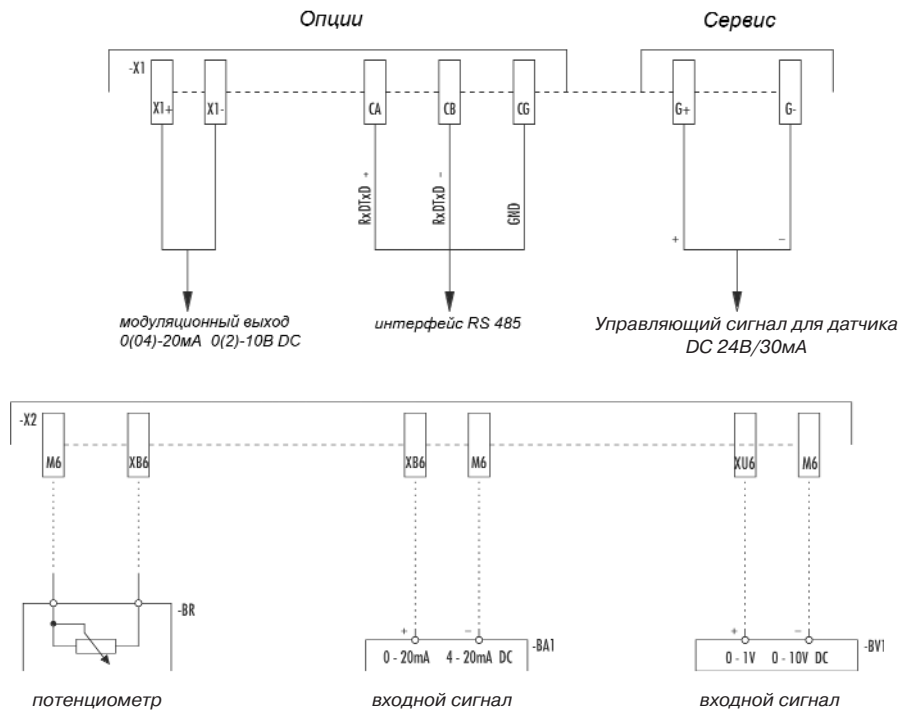 Опции
Сервис
-X1
X1+
X1-
CA
CB
CG
G+
G-
RxDTxD +
RxDTxD -
GND
+
-
модуляционный выход
0(04)-20мА 0(2)-10В DC
интерфейс RS 485
Управляющий сигнал для датчика
DC 24В/30мА
-X2
M6
XB6
XB6
M6
XU6
M6
-BR
+
-
-BA1
0 - 20mA 4 - 20mA DC
+
-
-BV1
0 - 1V 0 - 10V DC
потенциометр
входной сигнал
входной сигнал